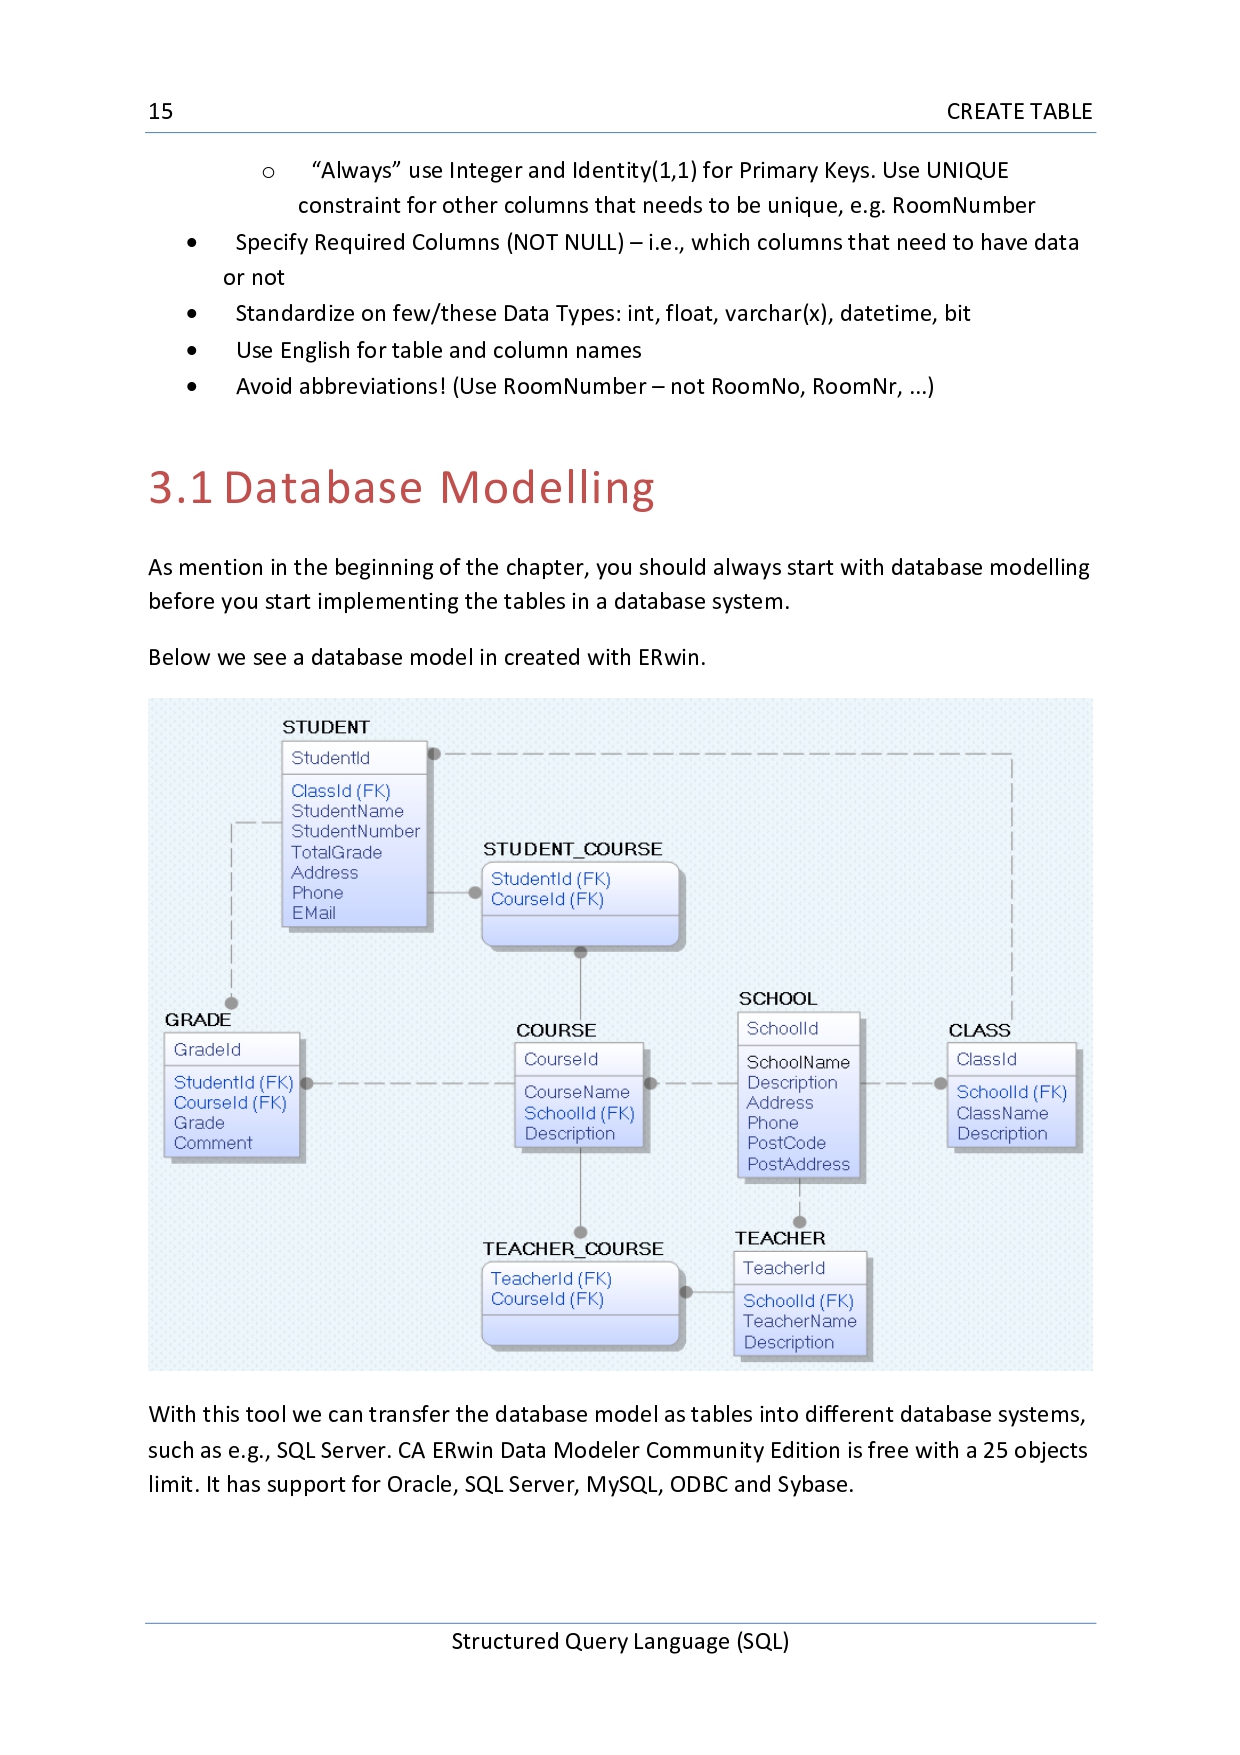 15 CREATE TABLE
o “Always” use Integer and Identity(1,1) for Primary Keys. Use UNIQUE
constraint for other columns that needs to be unique, e.g. RoomNumber
• Specify Required Columns (NOT NULL) – i.e., which columns that need to have data
or not
• Standardize on few/these Data Types: int, float, varchar(x), datetime, bit
• Use English for table and column names
• Avoid abbreviations! (Use RoomNumber – not RoomNo, RoomNr, ...)
3.1 Database Modelling
As mention in the beginning of the chapter, you should always start with database modelling
before you start implementing the tables in a database system.
Below we see a database model in created with ERwin.
STUDENT
StudentId
ClassId (FK)
StudentName
StudentNumber
TotalGrade
Address
Phone
EMail
STUDENT_COURSE
StudentId (FK)
CourseId (FK)
GRADE
GradeId
StudentId (FK)
CourseId (FK)
Grade
Comment
COURSE
CourseId
CourseName
SchoolId (FK)
Description
SCHOOL
SchoolId
SchoolName
Description
Address
Phone
PostCode
PostAddress
CLASS
ClassId
SchoolId (FK)
ClassName
Description
TEACHER_COURSE
TeacherId (FK)
CourseId (FK)
TEACHER
TeacherId
SchoolId (FK)
TeacherName
Description
With this tool we can transfer the database model as tables into different database systems,
such as e.g., SQL Server. CA ERwin Data Modeler Community Edition is free with a 25 objects
limit. It has support for Oracle, SQL Server, MySQL, ODBC and Sybase.
Structured Query Language (SQL)